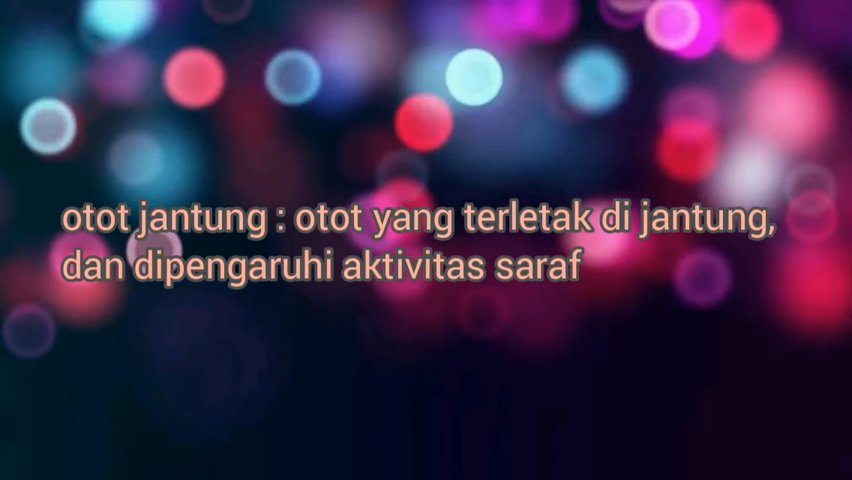 otot jantung : otot yang terletak di jantung,
dan dipengaruhi aktivitas saraf